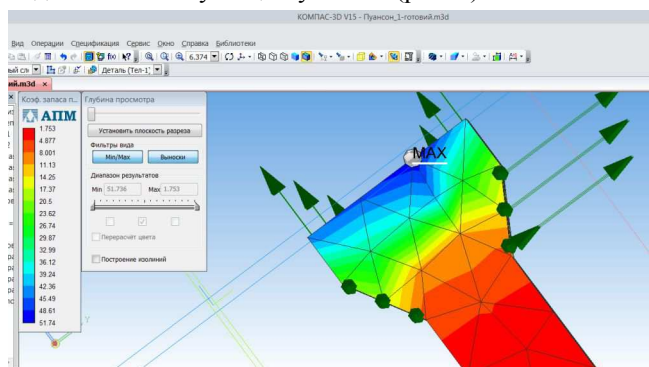 КОМПАС-3D V15 - Пуансон_1-готовий.m3d
Вид Операции Спецификация Сервис Окно Справка Библиотеки
6.374
Деталь (Тел-1)
ий.m3d ×
Коэф. запаса п..
Глубина просмотра
АПМ
Установить плоскость разреза
Фильтры вида
Min/Max Выноски
Диапазон результатов
Min 51.736 Max 1.753
Перерасчёт цвета
Построение изолиний
1.753
4.877
8.001
11.13
14.25
17.37
20.5
23.62
26.74
29.87
32.99
36.12
39.24
42.36
45.49
48.61
51.74
MAX
Y